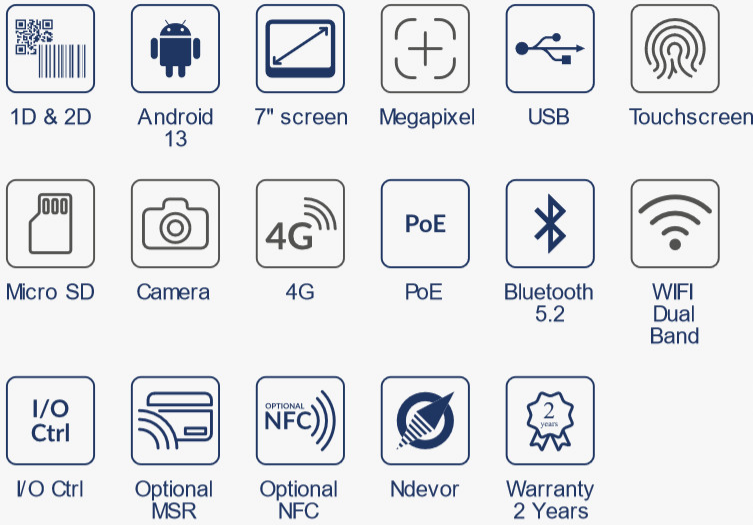 1D & 2D
Android
13
7" screen
Megapixel
USB
Touchscreen
4G
PoE
Micro SD
Camera
4G
PoE
Bluetooth
5.2
WIFI
Dual
Band
I/O
Ctrl
OPTIONAL
NFC
2
years
I/O Ctrl
Optional
MSR
Optional
NFC
Ndevor
Warranty
2 Years